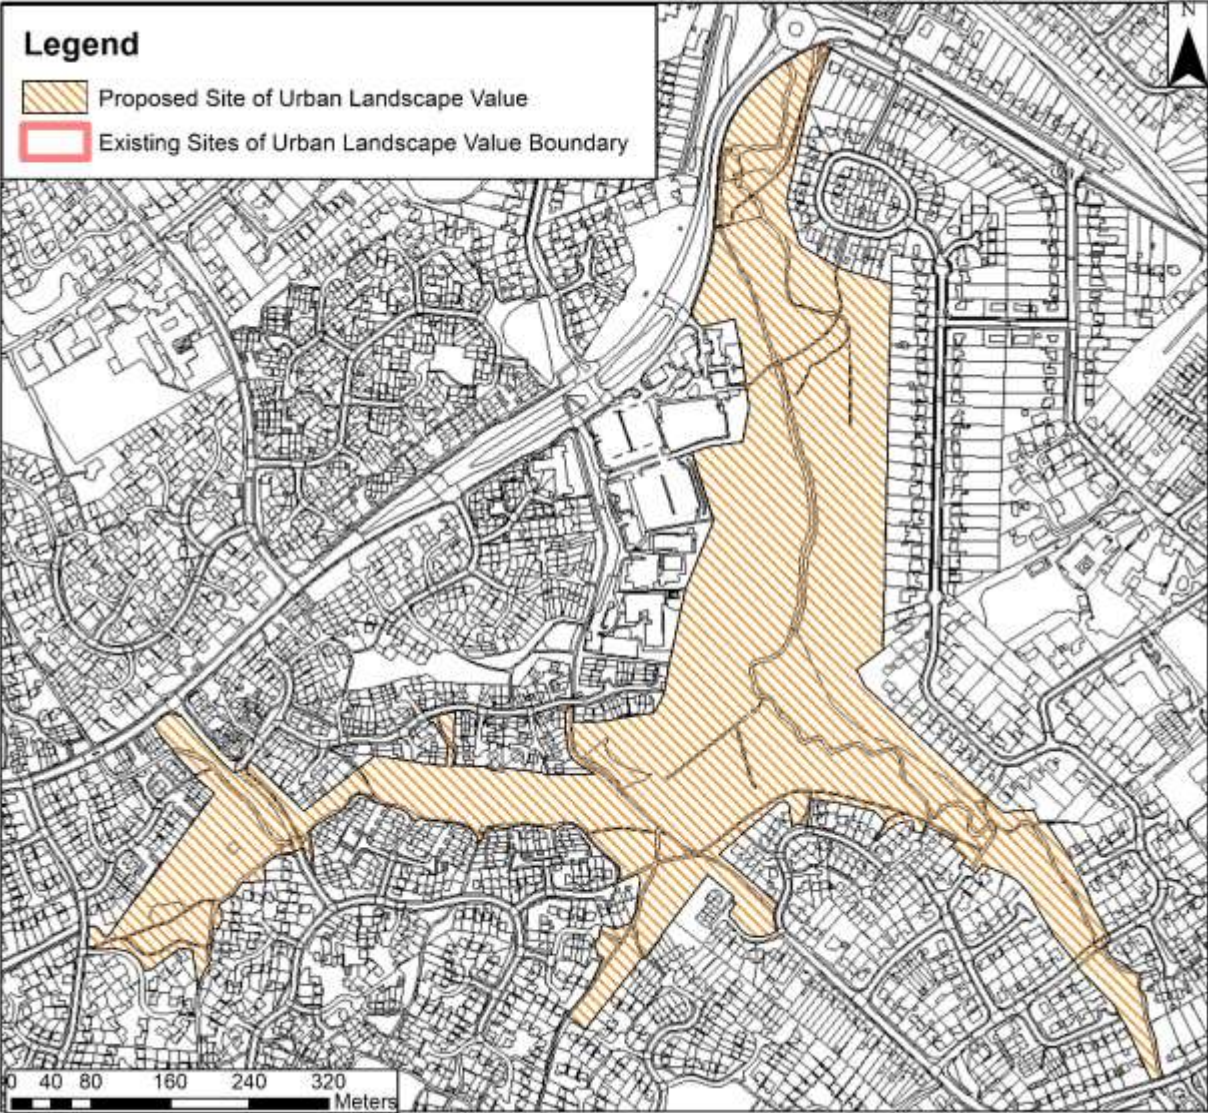 Legend
N
Proposed Site of Urban Landscape Value
Existing Sites of Urban Landscape Value Boundary
0 40 80 160 240 320
Meters